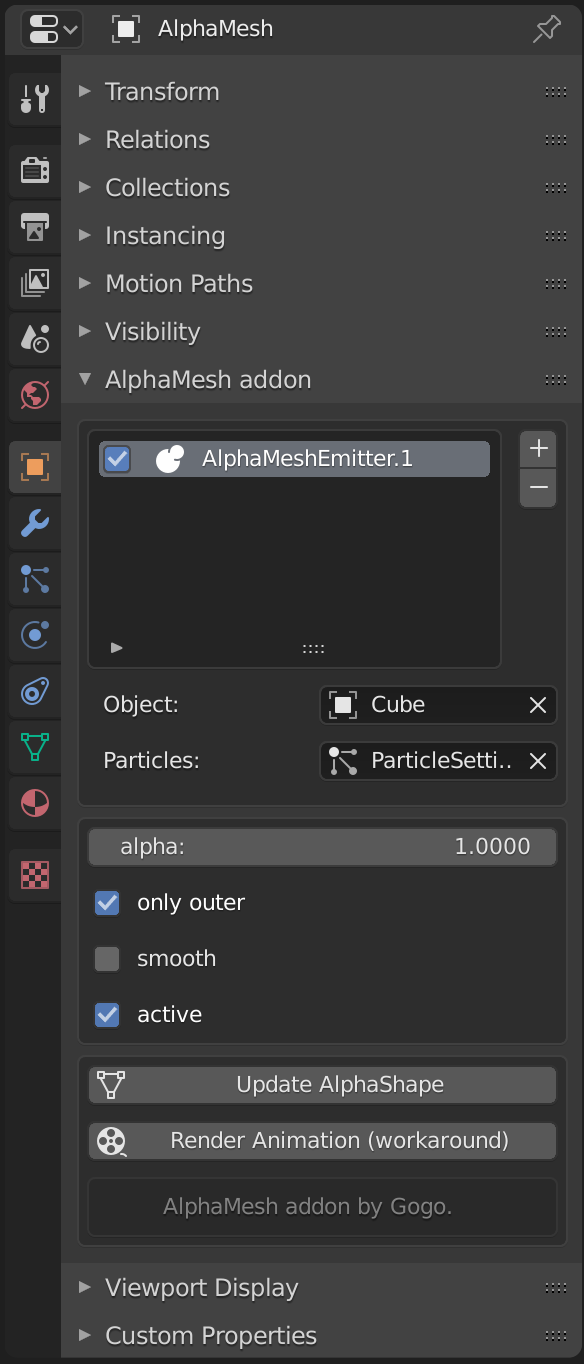 AlphaMesh
Transform
Relations
Collections
Instancing
Motion Paths
Visibility
AlphaMesh addon
AlphaMeshEmitter.1
Object: Cube
Particles: ParticleSetti..
alpha: 1.0000
only outer
smooth
active
Update AlphaShape
Render Animation (workaround)
AlphaMesh addon by Gogo.
Viewport Display
Custom Properties